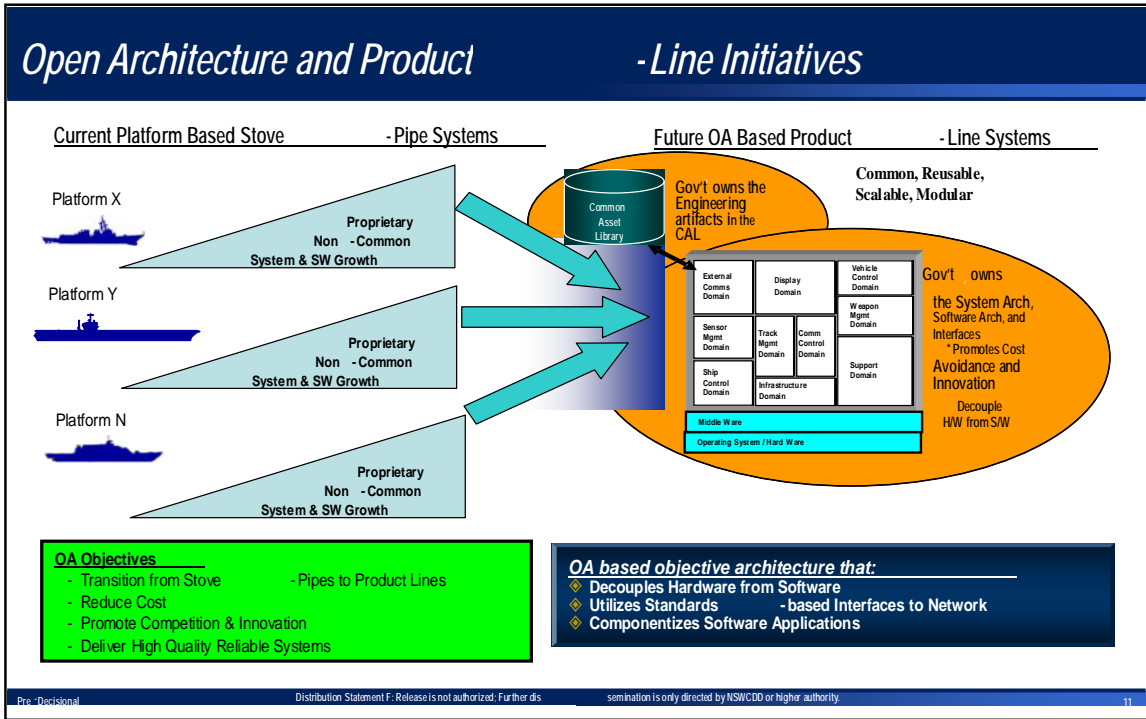 Open Architecture and Product - Line Initiatives
Current Platform Based Stove - Pipe Systems
Platform X
Proprietary
Non - Common
System & SW Growth
Platform Y
Proprietary
Non - Common
System & SW Growth
Platform N
Proprietary
Non - Common
System & SW Growth
Future OA Based Product - Line Systems
Common, Reusable,
Scalable, Modular
Common
Asset
Library
Gov't owns the
Engineering
artifacts in the
CAL
External
Comms
Domain
Display
Domain
Vehicle
Control
Domain
Weapon
Mgmt
Domain
Sensor
Mgmt
Domain
Track
Mgmt
Domain
Comm
Control
Domain
Support
Domain
Ship
Control
Domain
Infrastructure
Domain
Middle Ware
Operating System / Hard Ware
Gov't , owns
the System Arch,
Software Arch, and
Interfaces
* Promotes Cost
Avoidance and
Innovation
Decouple
H/W from S/W
OA Objectives
- Transition from Stove - Pipes to Product Lines
- Reduce Cost
- Promote Competition & Innovation
- Deliver High Quality Reliable Systems
OA based objective architecture that:
Decouples Hardware from Software
Utilizes Standards - based Interfaces to Network
Componentizes Software Applications
Pre -Decisional
Distribution Statement F: Release is not authorized; Further dis semination is only directed by NSWCDD or higher authority.
11